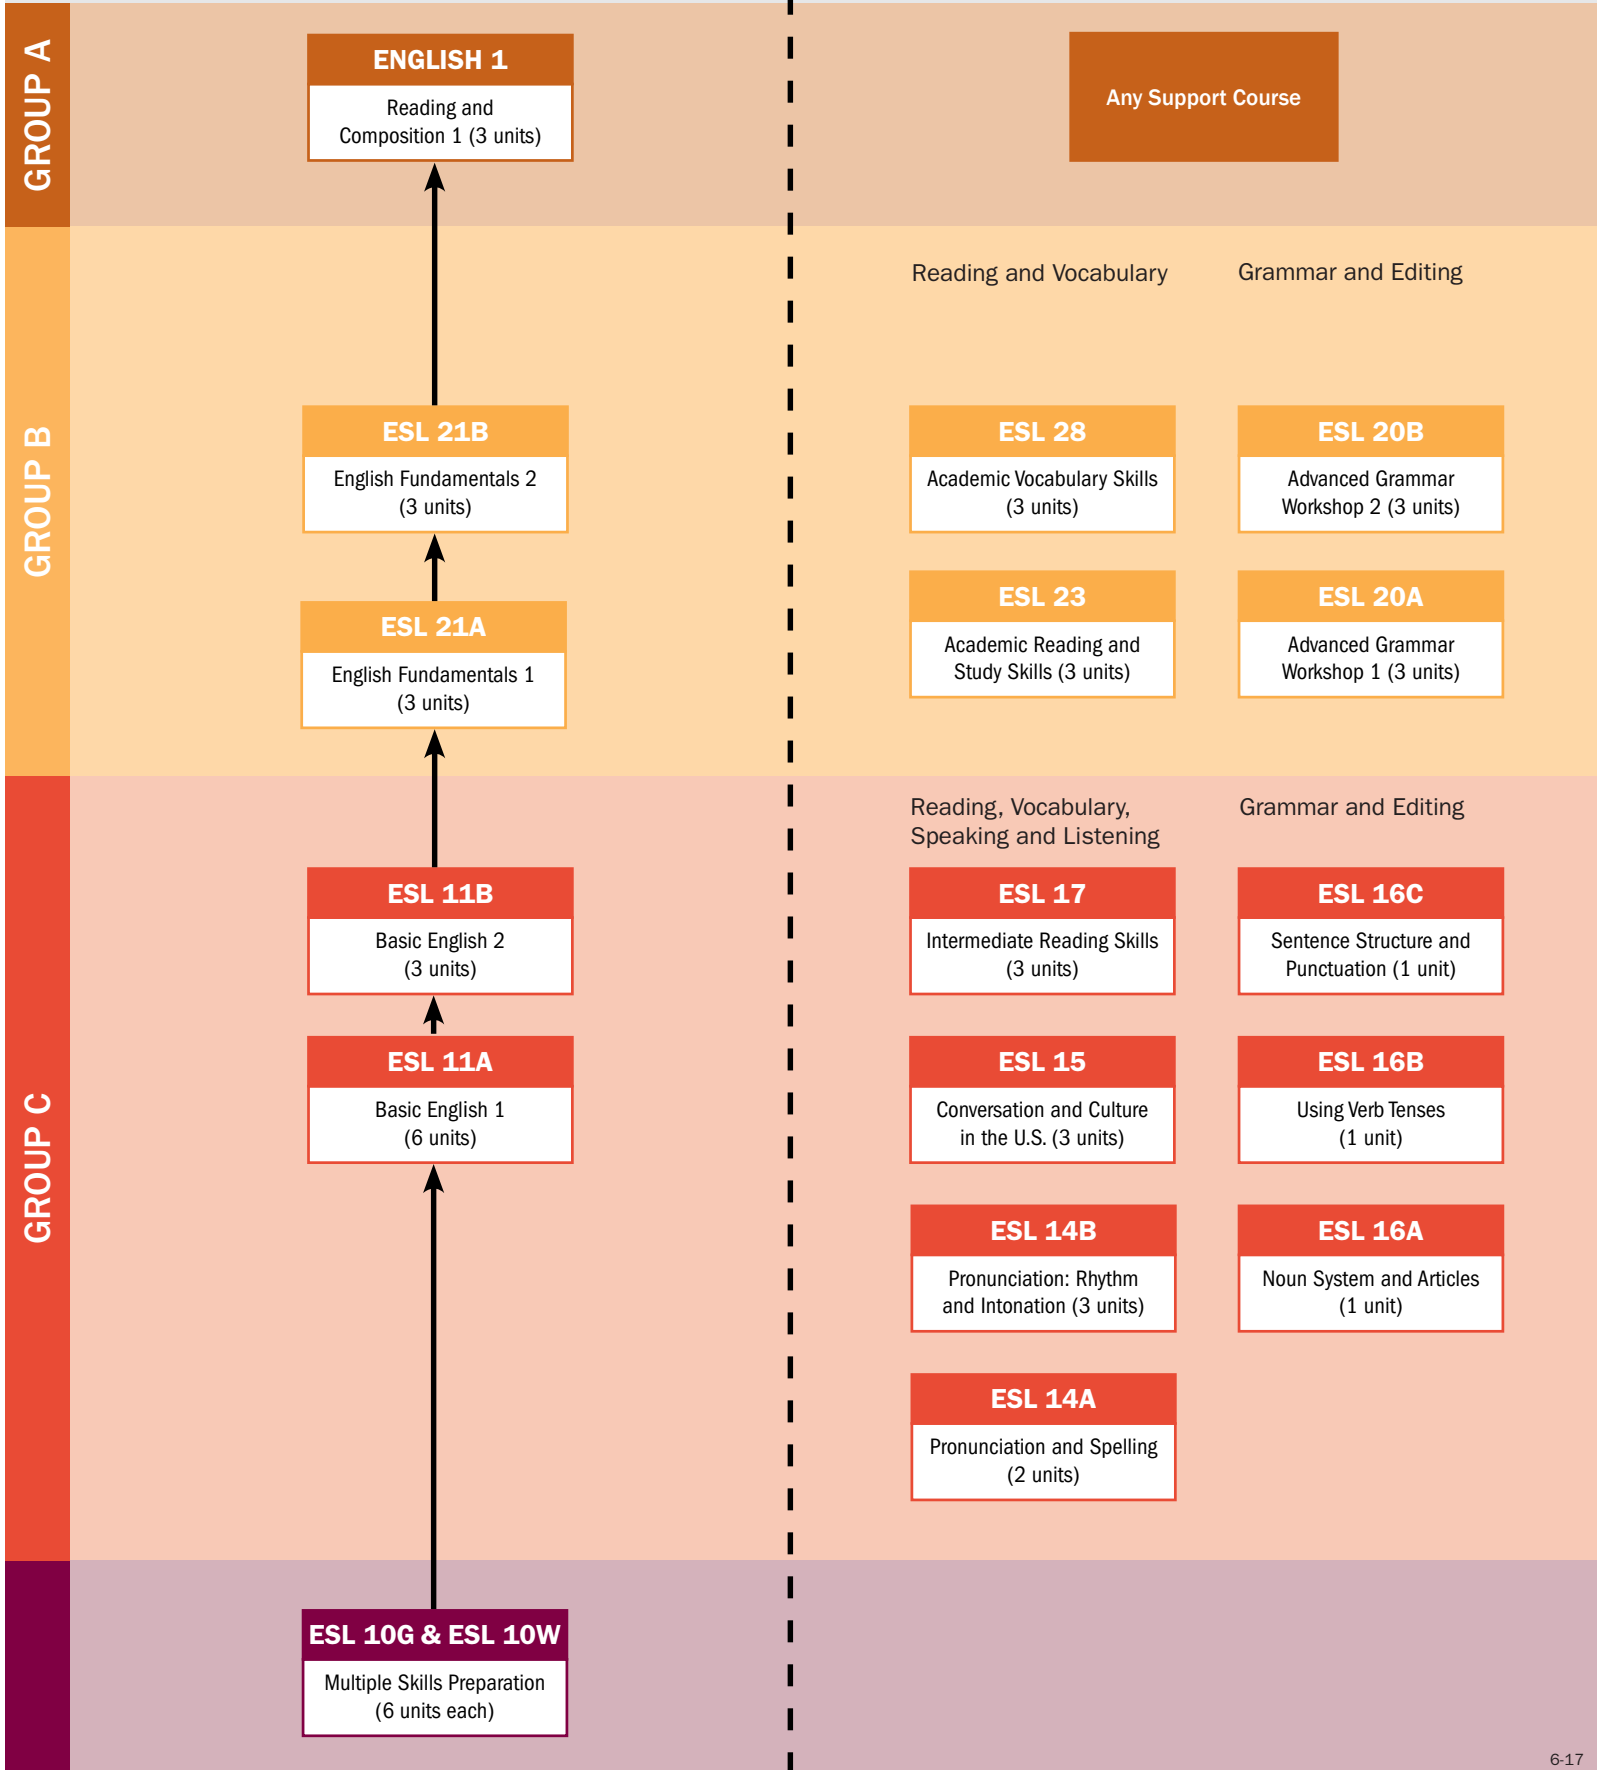 GROUP A
ENGLISH 1
Reading and
Composition 1 (3 units)
Any Support Course
GROUP B
Reading and Vocabulary
Grammar and Editing
ESL 21B
English Fundamentals 2
(3 units)
ESL 28
Academic Vocabulary Skills
(3 units)
ESL 20B
Advanced Grammar
Workshop 2 (3 units)
ESL 21A
English Fundamentals 1
(3 units)
ESL 23
Academic Reading and
Study Skills (3 units)
ESL 20A
Advanced Grammar
Workshop 1 (3 units)
GROUP C
Reading, Vocabulary,
Speaking and Listening
Grammar and Editing
ESL 11B
Basic English 2
(3 units)
ESL 17
Intermediate Reading Skills
(3 units)
ESL 16C
Sentence Structure and
Punctuation (1 unit)
ESL 11A
Basic English 1
(6 units)
ESL 15
Conversation and Culture
in the U.S. (3 units)
ESL 16B
Using Verb Tenses
(1 unit)
ESL 14B
Pronunciation: Rhythm
and Intonation (3 units)
ESL 16A
Noun System and Articles
(1 unit)
ESL 14A
Pronunciation and Spelling
(2 units)
ESL 10G & ESL 10W
Multiple Skills Preparation
(6 units each)
6-17